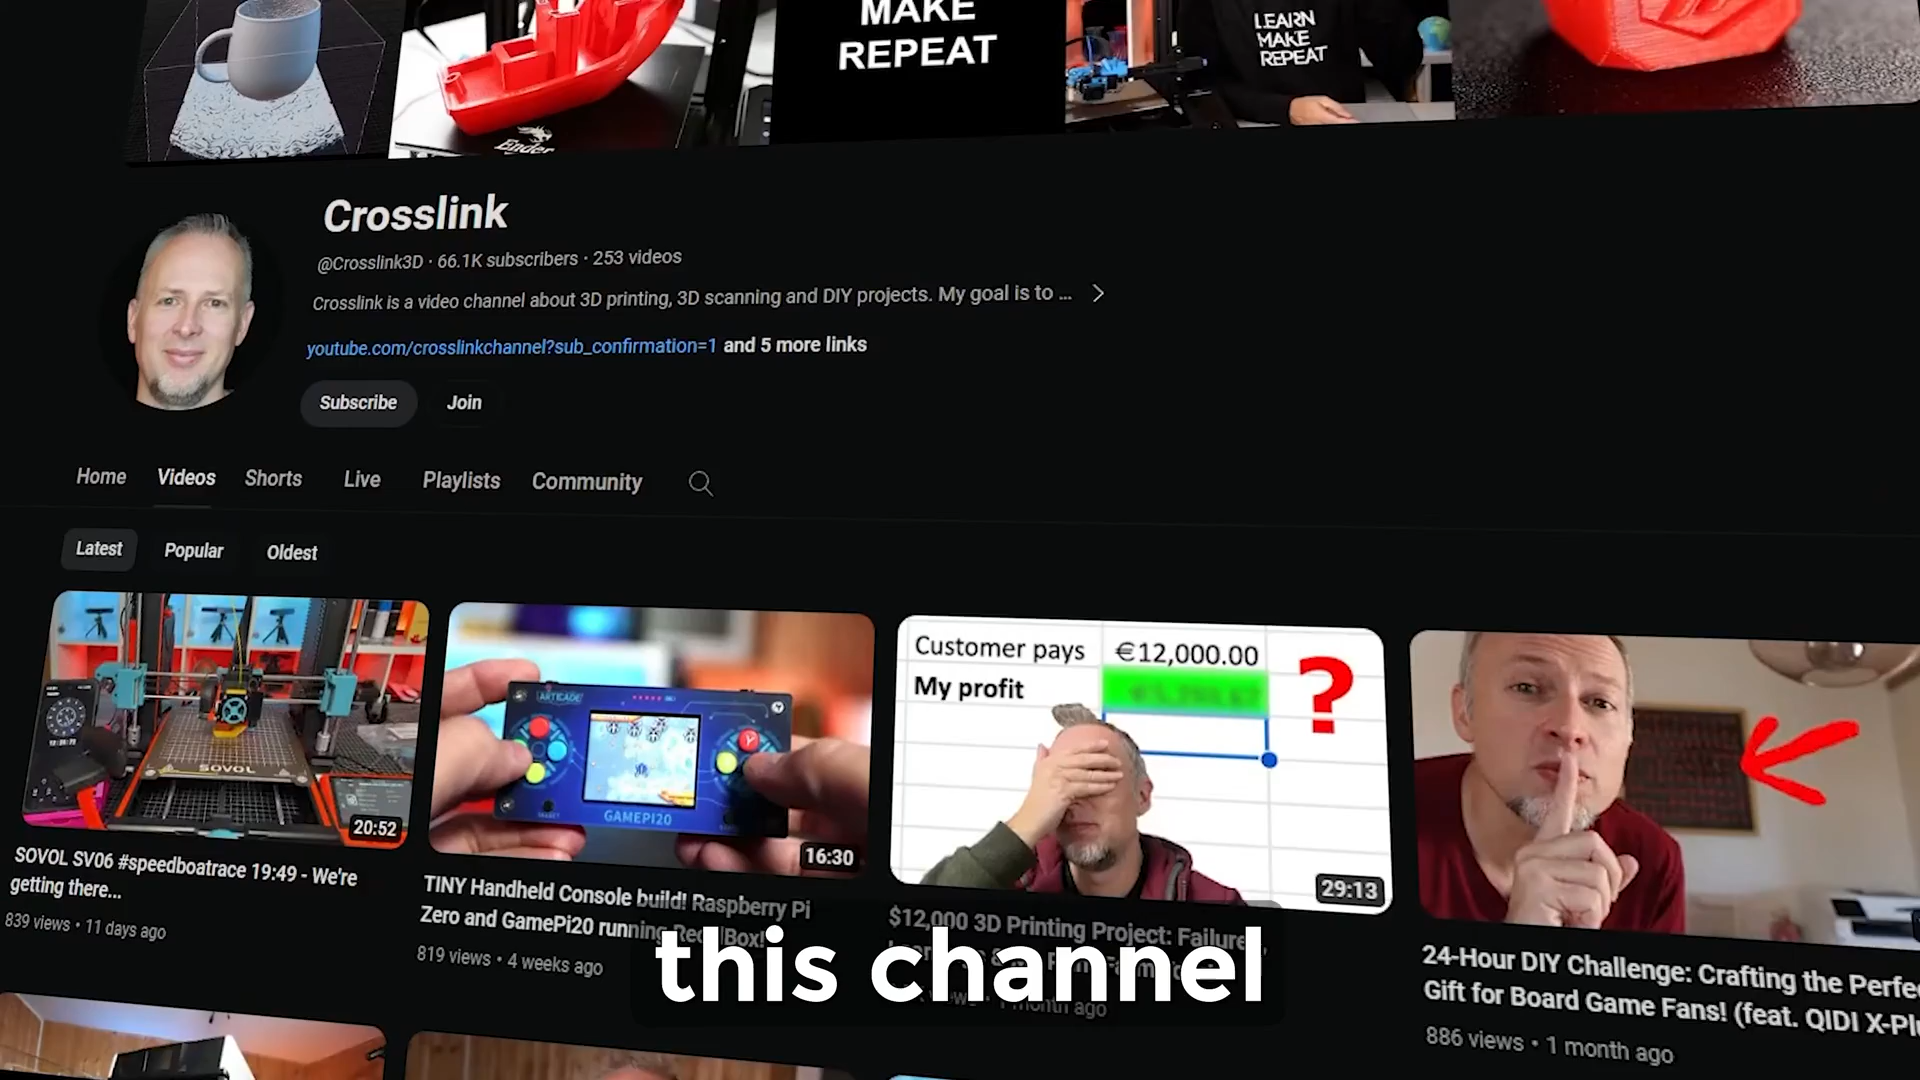 MAKE
REPEAT
LEARN
MAKE
REPEAT
Ender
Crosslink
@Crosslink3D · 66.1K subscribers · 253 videos
Crosslink is a video channel about 3D printing, 3D scanning and DIY projects. My goal is to ...
youtube.com/crosslinkchannel?sub_confirmation=1 and 5 more links
Subscribe Join
Home Videos Shorts Live Playlists Community
Latest Popular Oldest
SOVOL
20:52
GAMEPI20
16:30
Customer pays €12,000.00
My profit
?
29:13
SOVOL SV06 #speedboatrace 19:49 - We're
getting there...
839 views • 11 days ago
TINY Handheld Console build! Raspberry Pi
Zero and GamePi20 running
819 views • 4 weeks ago
$12,000 3D Printing Project: Failure
month ago
24-Hour DIY Challenge: Crafting the
Gift for Board Game Fans! (feat. QIDI
886 views • 1 month ago
this channel